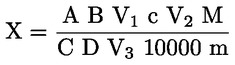 X = A B V₁ c V₂ M
C D V₃ 10000 m